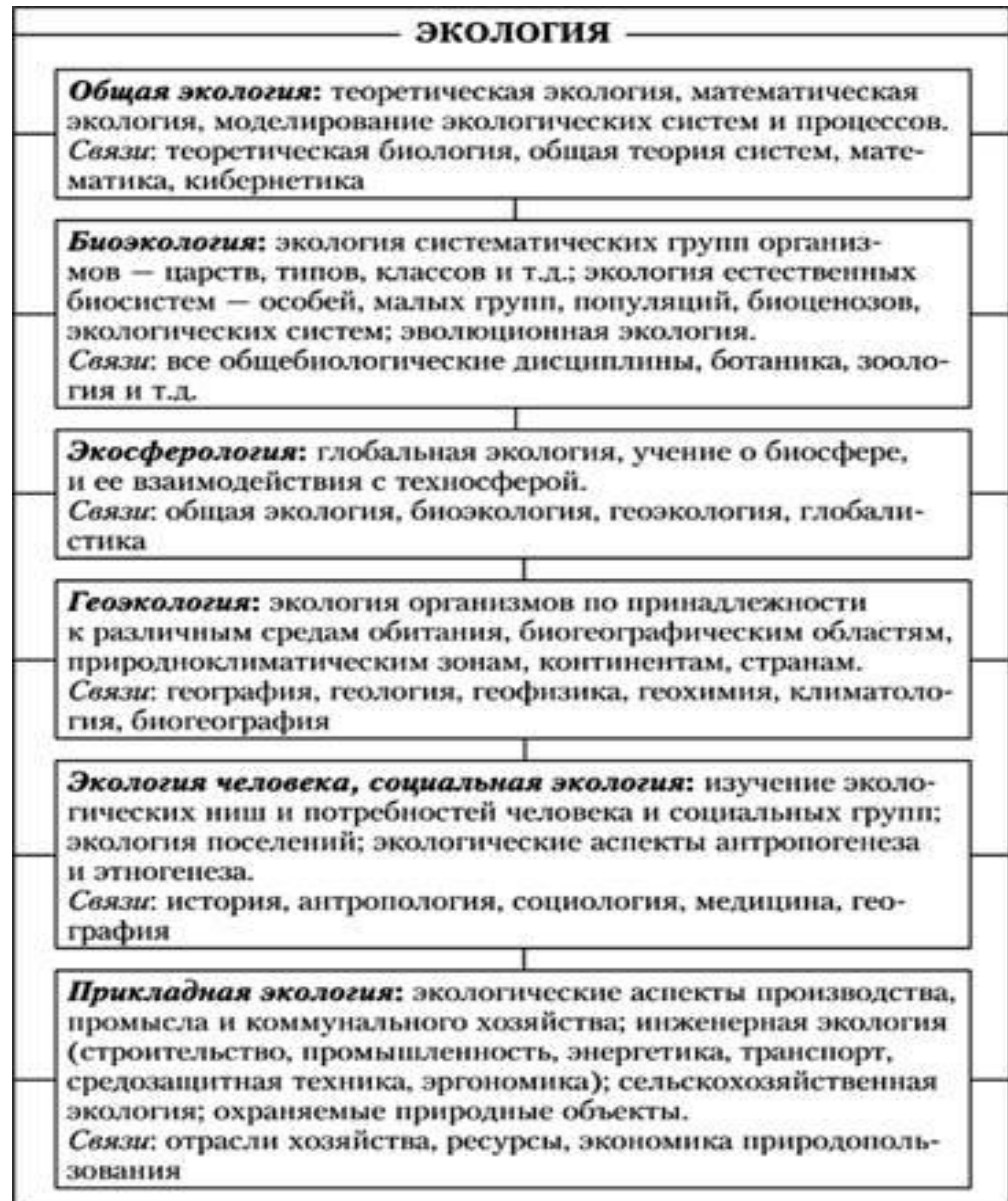 ЭКОЛОГИЯ
Общая экология: теоретическая экология, математическая
экология, моделирование экологических систем и процессов.
Связи: теоретическая биология, общая теория систем, мате-
матика, кибернетика
Биоэкология: экология систематических групп организ-
мов — царств, типов, классов и т.д.; экология естественных
биосистем — особей, малых групп, популяций, биоценозов,
экологических систем; эволюционная экология.
Связи: все общебиологические дисциплины, ботаника, зооло-
гия и т.д.
Экосферология: глобальная экология, учение о биосфере,
и ее взаимодействия с техносферой.
Связи: общая экология, биоэкология, геоэкология, глобали-
стика
Геоэкология: экология организмов по принадлежности
к различным средам обитания, биогеографическим областям,
природноклиматическим зонам, континентам, странам.
Связи: география, геология, геофизика, геохимия, климатоло-
гия, биогеография
Экология человека, социальная экология: изучение эколо-
гических ниш и потребностей человека и социальных групп;
экология поселений; экологические аспекты антропогенеза
и этногенеза.
Связи: история, антропология, социология, медицина, гео-
графия
Прикладная экология: экологические аспекты производства,
промысла и коммунального хозяйства; инженерная экология
(строительство, промышленность, энергетика, транспорт,
средозащитная техника, эргономика); сельскохозяйственная
экология; охраняемые природные объекты.
Связи: отрасли хозяйства, ресурсы, экономика природополь-
зования